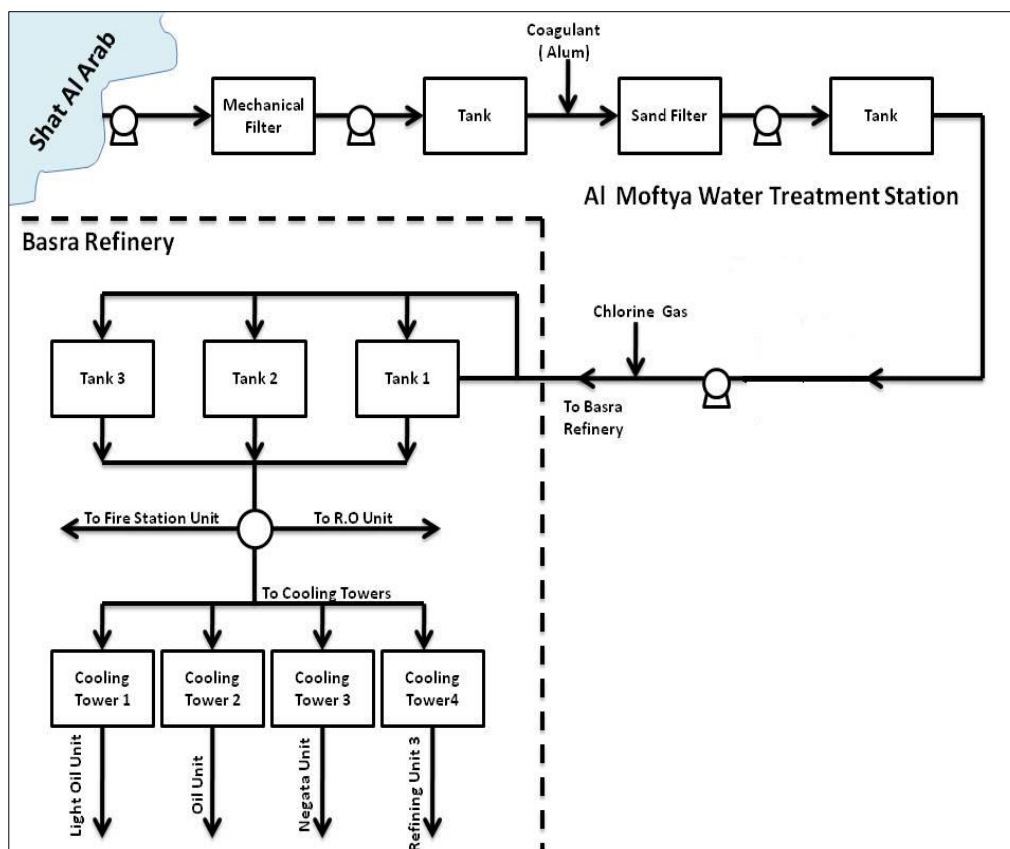 Shat Al Arab
Coagulant
( Alum)
Mechanical
Filter
Tank
Sand Filter
Tank
Al Moftya Water Treatment Station
Basra Refinery
Chlorine Gas
Tank 3
Tank 2
Tank 1
To Basra
Refinery
To Fire Station Unit
To R.O Unit
To Cooling Towers
Cooling
Tower 1
Cooling
Tower 2
Cooling
Tower 3
Cooling
Tower4
Light Oil Unit
Oil Unit
Negata Unit
Refining Unit 3